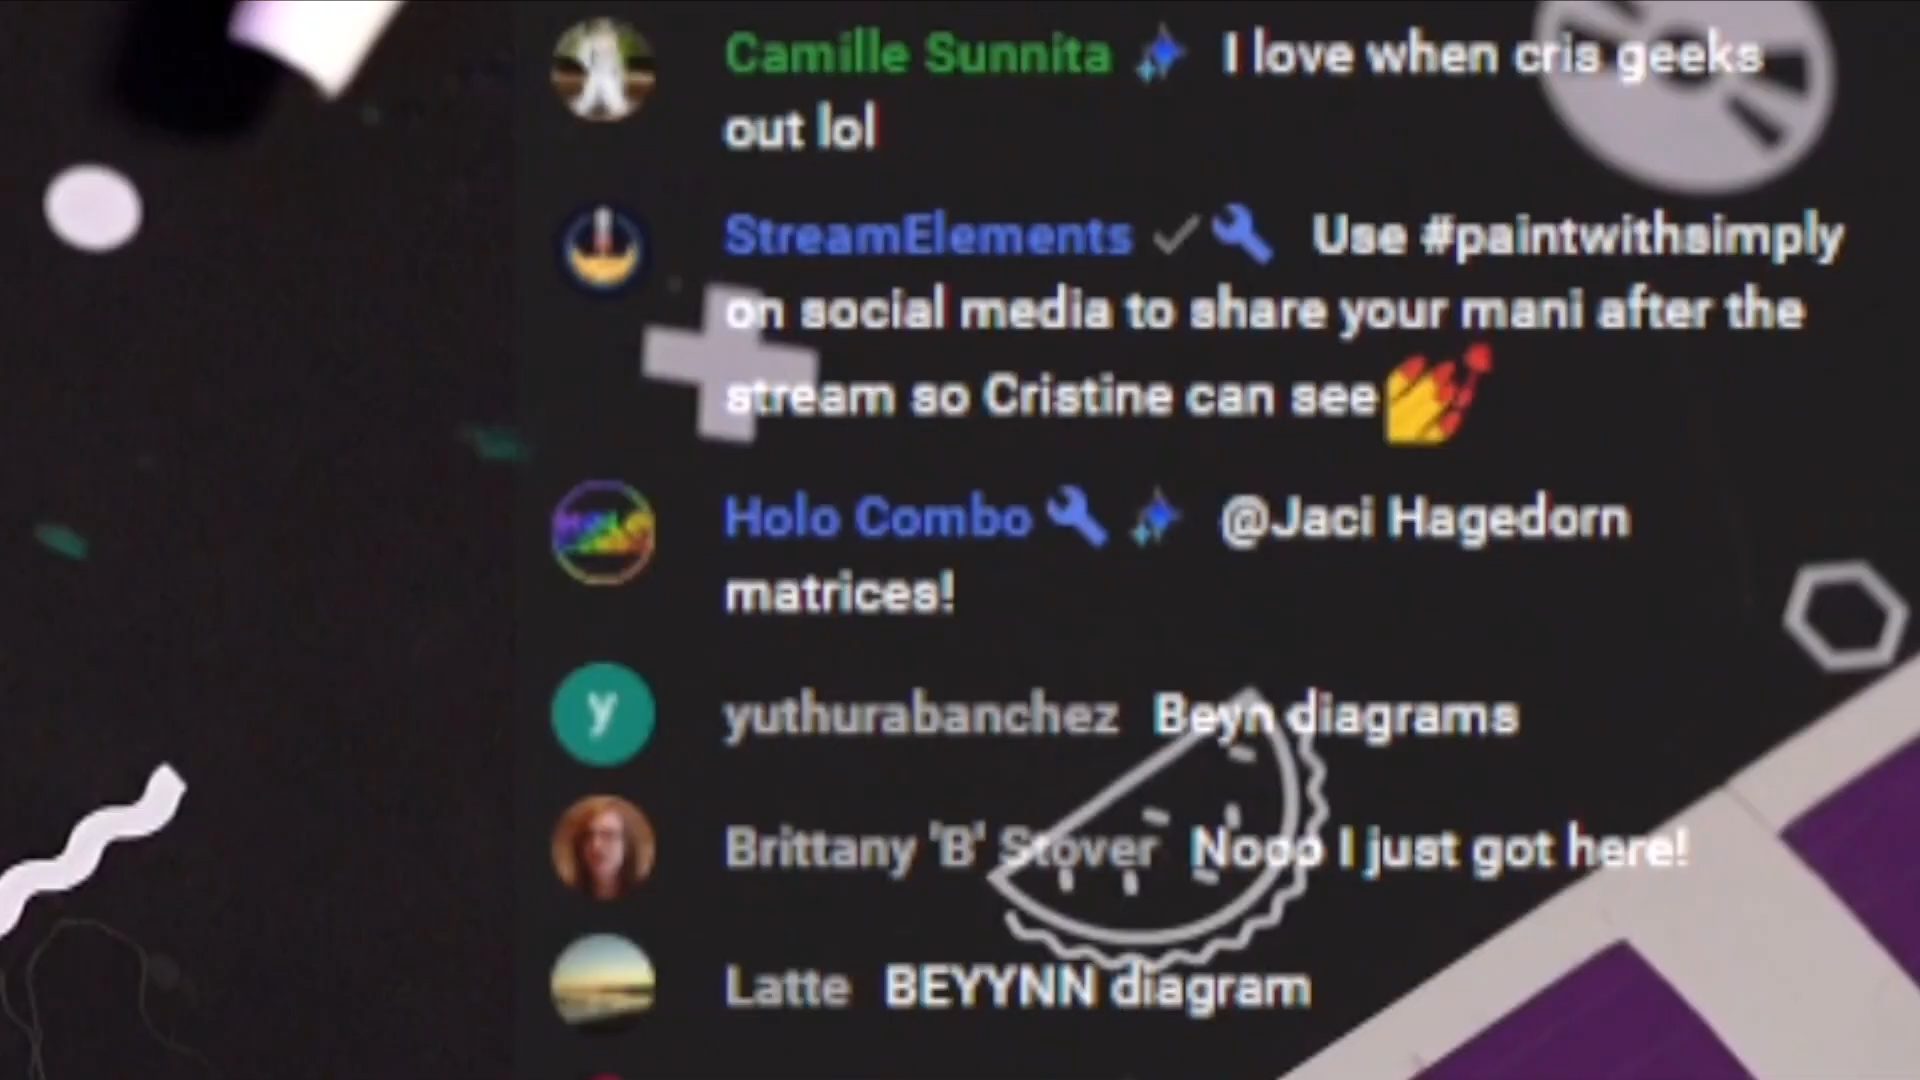 Camille Sunnita I love when cris geeks
out lol
StreamElements Use #paintwithsimply
on social media to share your mani after the
stream so Cristine can see
HOLO
Holo Combo @Jaci Hagedorn
matrices!
y
yuthurabanchez Beyn diagrams
Brittany 'B' Stover Nooo I just got here!
Latte BEYYNN diagram